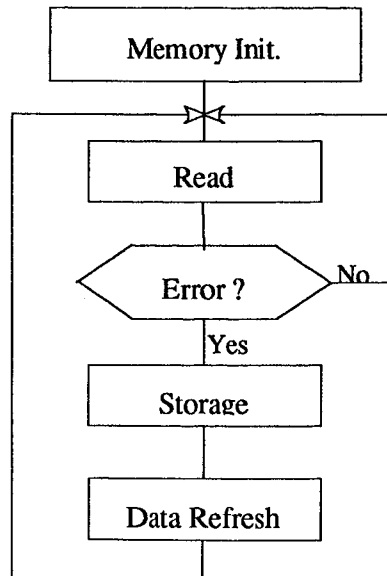 Memory Init.
Read
Error ?
No
Yes
Storage
Data Refresh